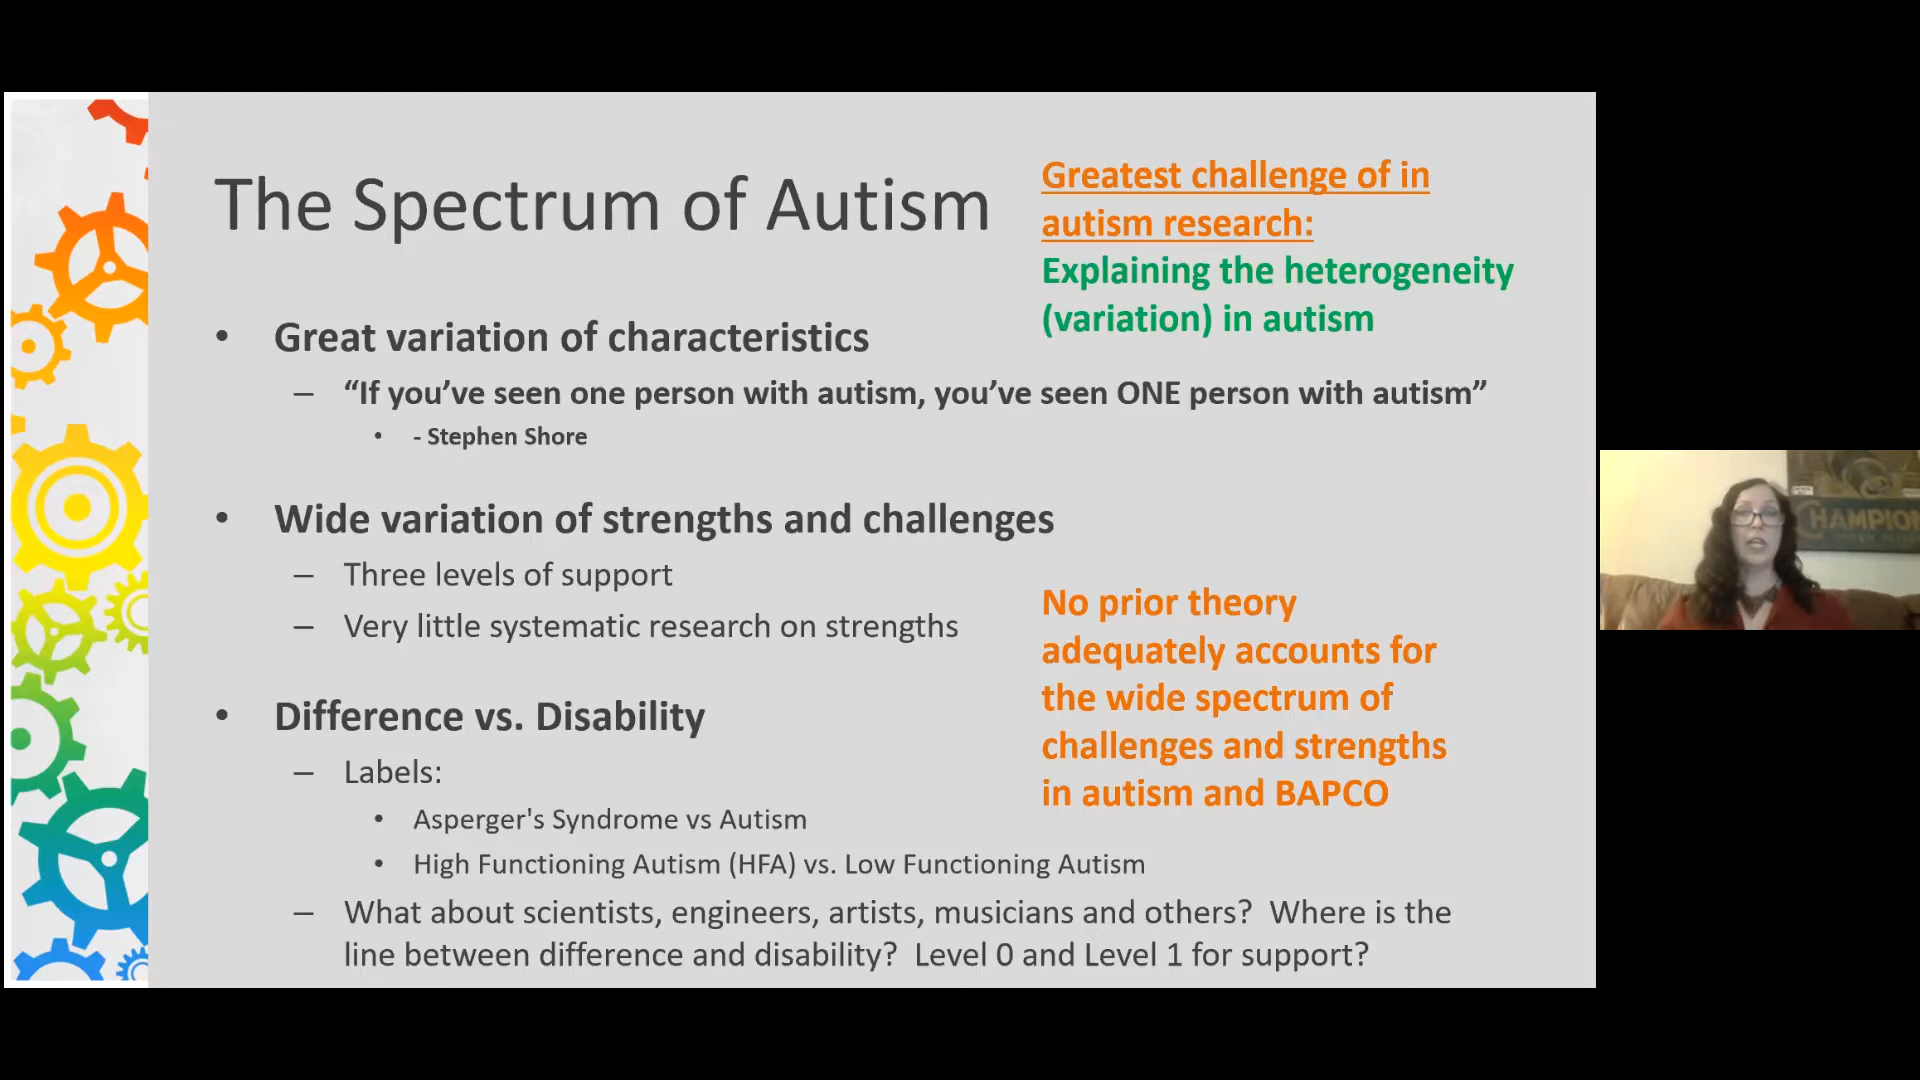 The Spectrum of Autism
Greatest challenge of in
autism research:
Explaining the heterogeneity
(variation) in autism
• Great variation of characteristics
– “If you’ve seen one person with autism, you’ve seen ONE person with autism”
• - Stephen Shore
• Wide variation of strengths and challenges
– Three levels of support
– Very little systematic research on strengths
No prior theory
adequately accounts for
the wide spectrum of
challenges and strengths
in autism and BAPCO
• Difference vs. Disability
– Labels:
• Asperger's Syndrome vs Autism
• High Functioning Autism (HFA) vs. Low Functioning Autism
– What about scientists, engineers, artists, musicians and others? Where is the
line between difference and disability? Level 0 and Level 1 for support?
CHAMPION